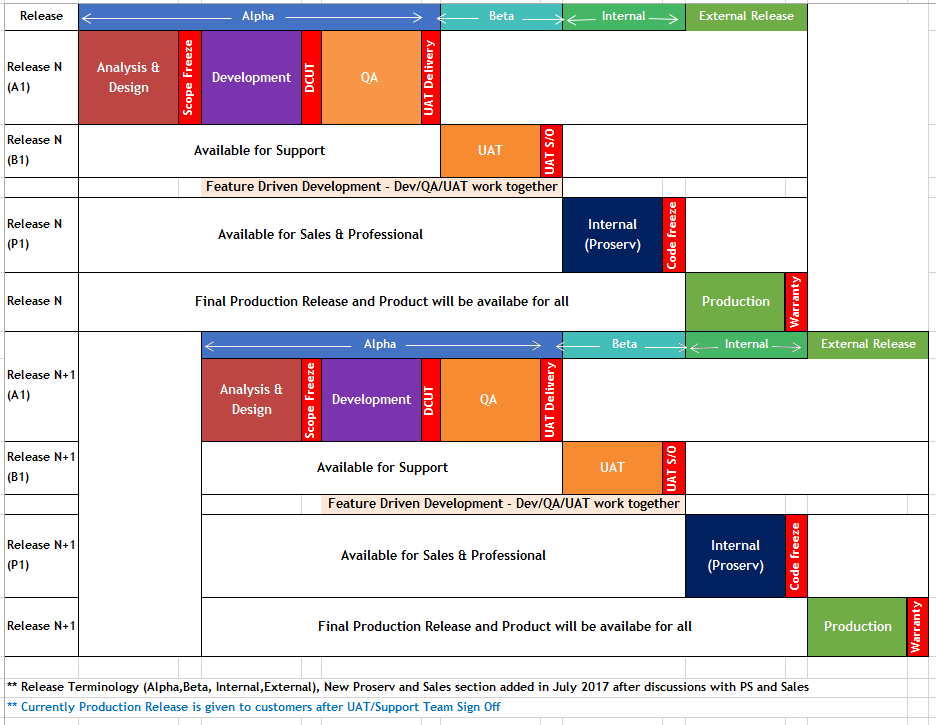 Release
Alpha
Beta
Internal
External Release
Release N
(A1)
Analysis &
Design
Scope Freeze
Development
DCUT
QA
UAT Delivery
Release N
(B1)
Available for Support
UAT
UAT S/O
Feature Driven Development - Dev/QA/UAT work together
Release N
(P1)
Available for Sales & Professional
Internal
(Proserv)
Code freeze
Release N
Final Production Release and Product will be availabe for all
Production
Warranty
Alpha
Beta
Internal
External Release
Release N+1
(A1)
Analysis &
Design
Scope Freeze
Development
DCUT
QA
UAT Delivery
Release N+1
(B1)
Available for Support
UAT
UAT S/O
Feature Driven Development - Dev/QA/UAT work together
Release N+1
(P1)
Available for Sales & Professional
Internal
(Proserv)
Code freeze
Release N+1
Final Production Release and Product will be availabe for all
Production
Warranty
** Release Terminology (Alpha,Beta, Internal,External), New Proserv and Sales section added in July 2017 after discussions with PS and Sales
** Currently Production Release is given to customers after UAT/Support Team Sign Off